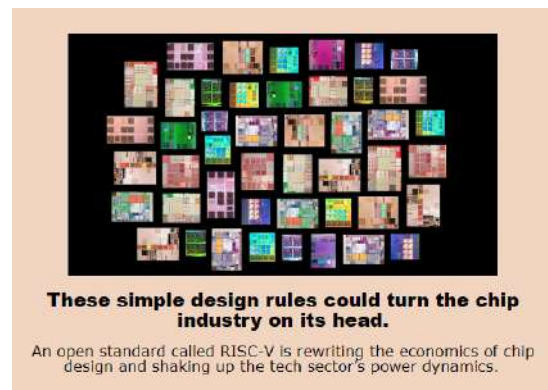 These simple design rules could turn the chip
industry on its head.
An open standard called RISC-V is rewriting the economics of chip
design and shaking up the tech sector's power dynamics.